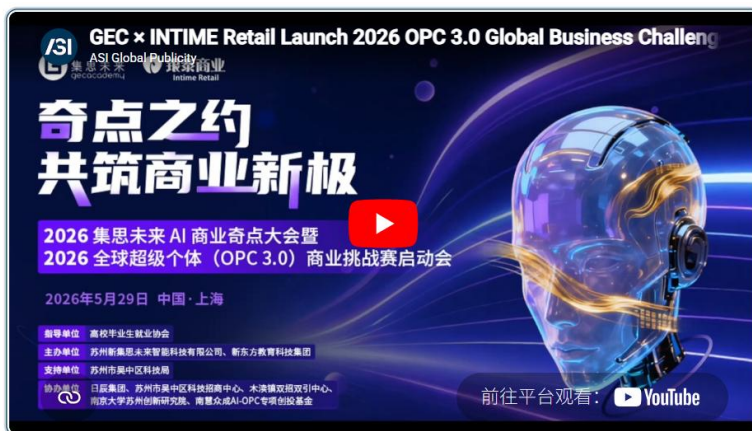 GEC × INTIME Retail Launch 2026 OPC 3.0 Global Business Challeng
ASI Global Publicity
集思未来
gecacademy
Intime Retail
奇点之约
共筑商业新极
2026 集思未来 AI 商业奇点大会暨
2026 全球超级个体（OPC 3.0）商业挑战赛启动会
2026年5月29日 中国·上海
指导单位 高校毕业生就业协会
主办单位 苏州新集思未来智能科技有限公司、新东方教育科技集团
支持单位 苏州市吴中区科技局
协办单位 日辰集团、苏州市吴中区科技招商中心、木渎镇双招双引中心、
南京大学苏州创新研究院、南慧众成AI-OPC专项创投基金
前往平台观看： YouTube